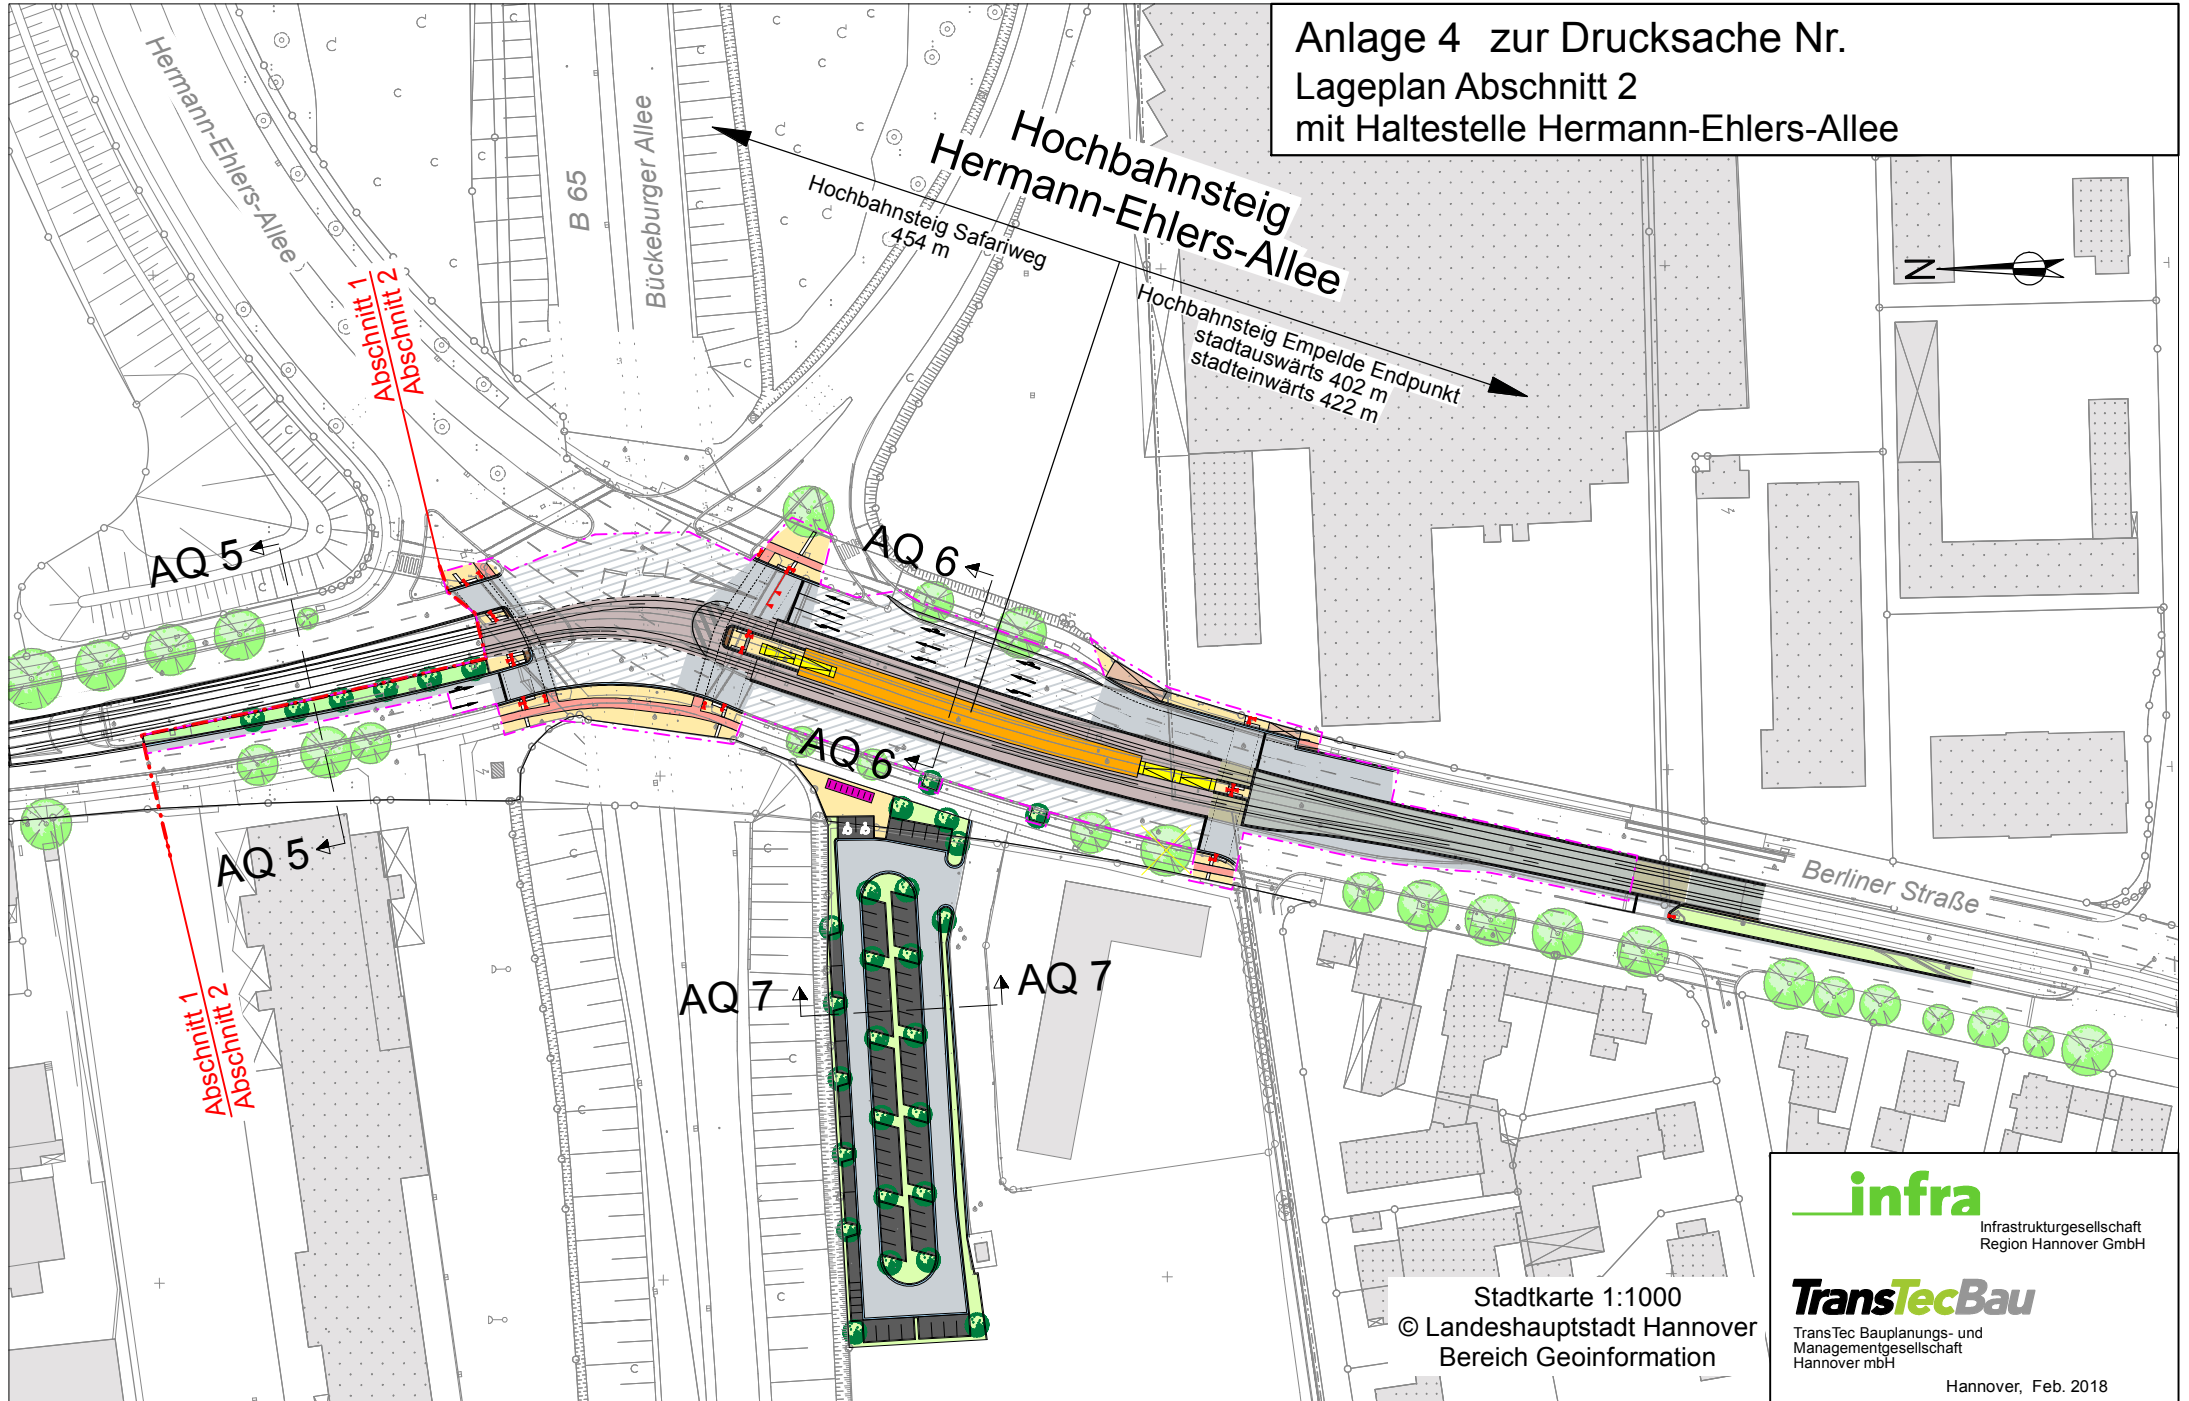 Anlage 4 zur Drucksache Nr.
Lageplan Abschnitt 2
mit Haltestelle Hermann-Ehlers-Allee
Hermann-Ehlers-Allee
B 65
Bückeburger Allee
Hochbahnsteig
Hermann-Ehlers-Allee
Hochbahnsteig Safariweg
454 m
Hochbahnsteig Empelde Endpunkt
stadtauswärts 402 m
stadteinwärts 422 m
N
Abschnitt 1
Abschnitt 2
AQ 5
AQ 6
AQ 6
AQ 5
Berliner Straße
AQ 7
AQ 7
Abschnitt 1
Abschnitt 2
infra
Infrastrukturgesellschaft
Region Hannover GmbH
TransTecBau
TransTec Bauplanungs- und
Managementgesellschaft
Hannover mbH
Hannover, Feb. 2018
Stadtkarte 1:1000
© Landeshauptstadt Hannover
Bereich Geoinformation